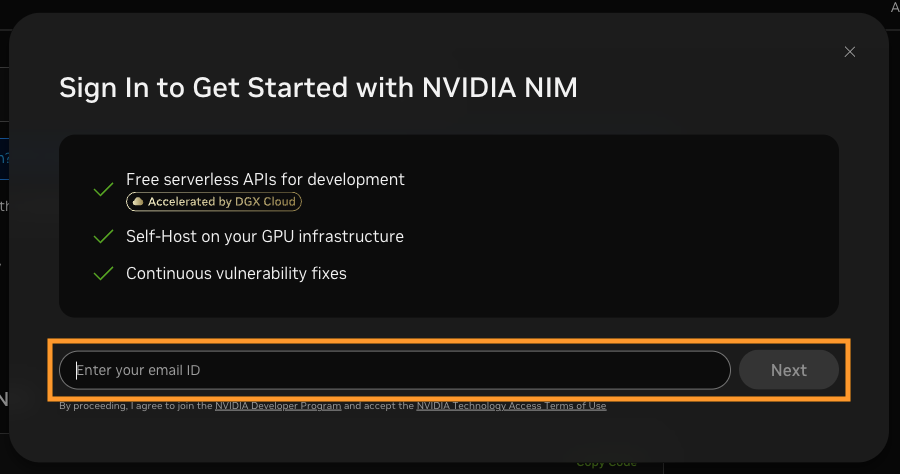 Sign In to Get Started with NVIDIA NIM
Free serverless APIs for development
Accelerated by DGX Cloud
Self-Host on your GPU infrastructure
Continuous vulnerability fixes
Enter your email ID
Next
By proceeding, I agree to join the NVIDIA Developer Program and accept the NVIDIA Technology Access Terms of Use
Copy Code